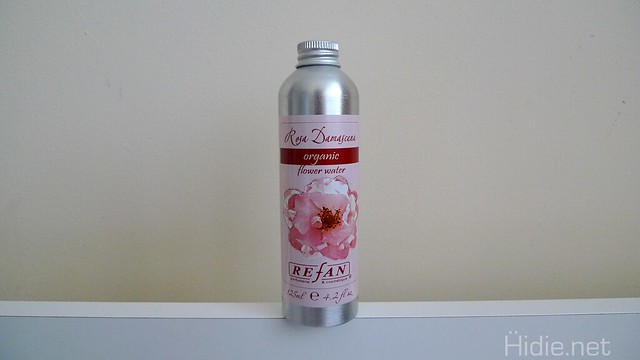 Rosa Damascena
organic
flower water
REFAN
125ml e 4.2 fl oz
Hidie.net